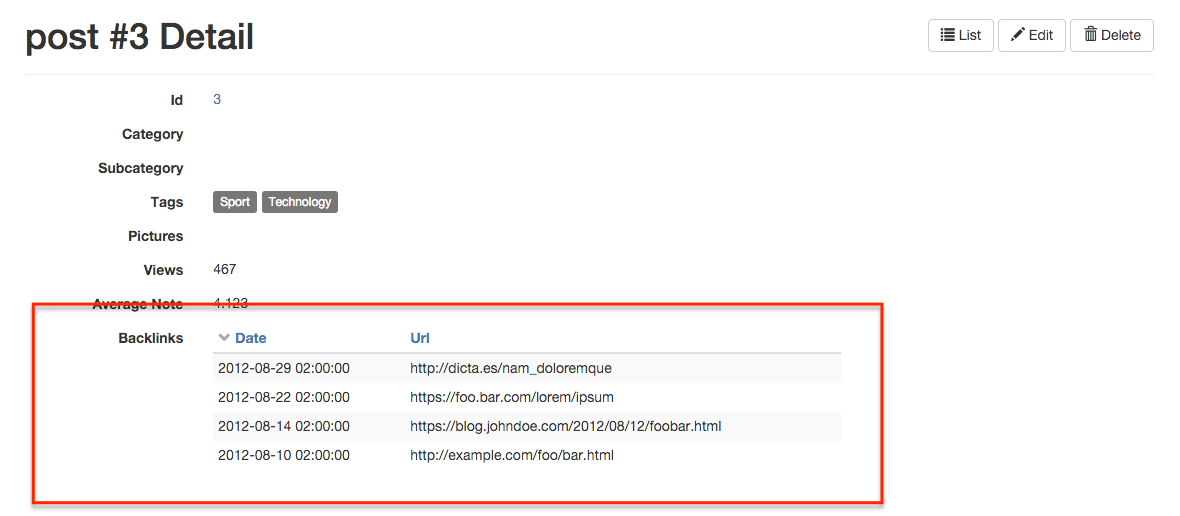 post #3 Detail
List Edit Delete
Id 3
Category
Subcategory
Tags Sport Technology
Pictures
Views 467
Average Note 4.123
Backlinks Date Url
2012-08-29 02:00:00 http://dicta.es/nam_doloremque
2012-08-22 02:00:00 https://foo.bar.com/lorem/ipsum
2012-08-14 02:00:00 https://blog.johndoe.com/2012/08/12/foobar.html
2012-08-10 02:00:00 http://example.com/foo/bar.html